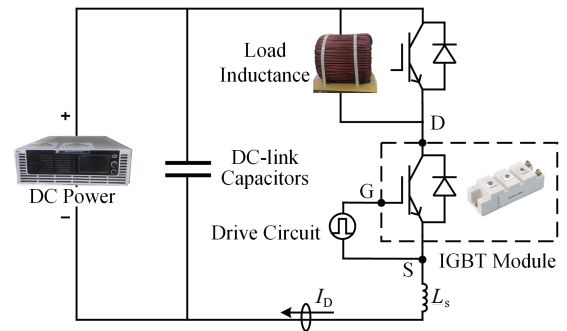 Load
Inductance
D
+
DC-link
Capacitors
G
DC Power
−
Drive Circuit
S
IGBT Module
I_D
L_s